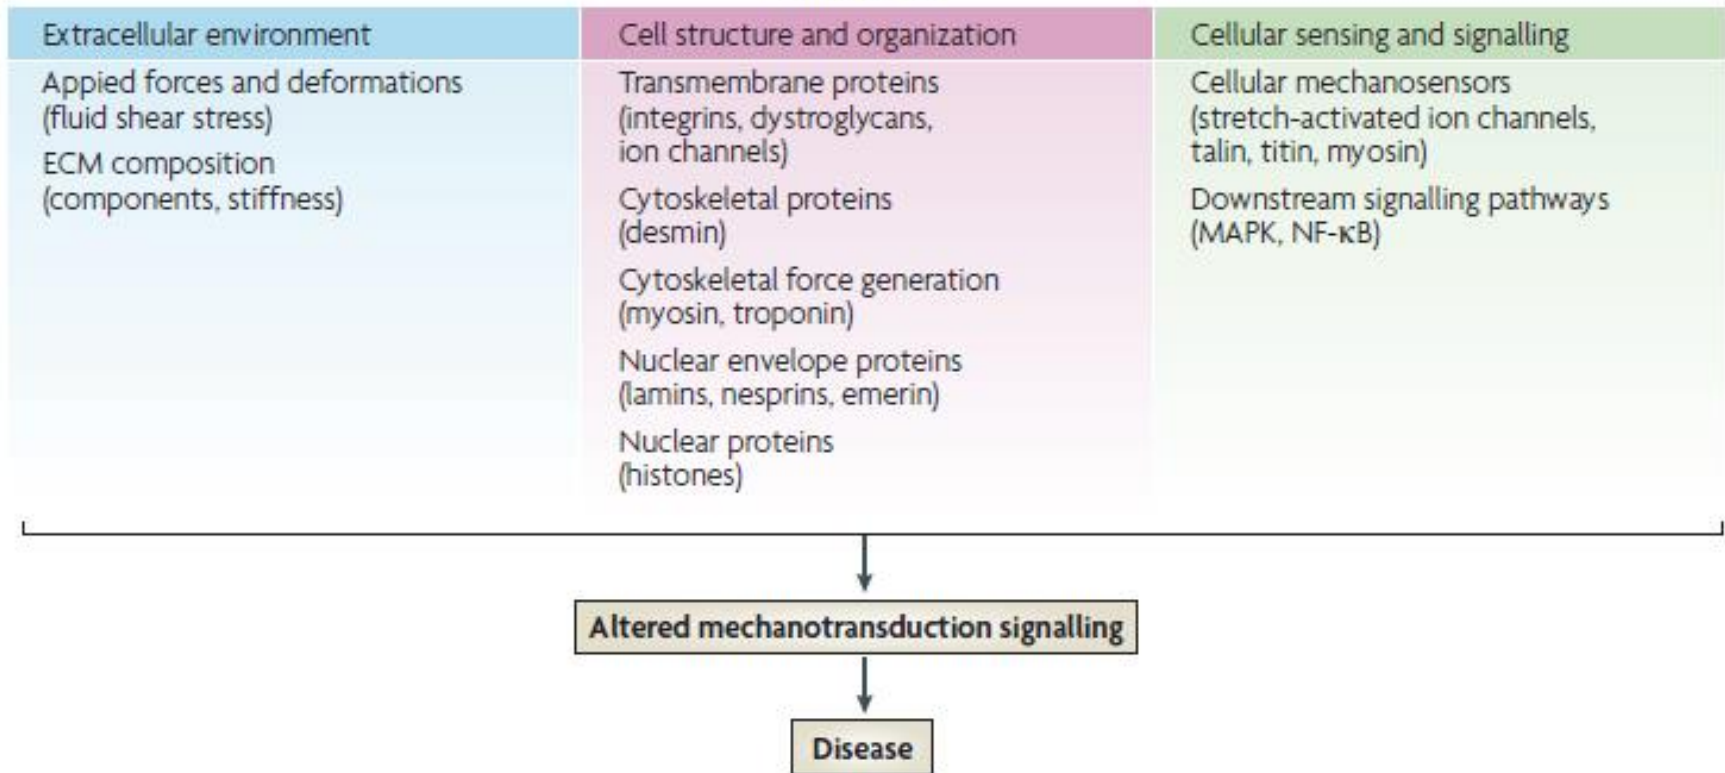 Extracellular environment
Appied forces and deformations
(fluid shear stress)
ECM composition
(components, stiffness)
Cell structure and organization
Transmembrane proteins
(integrins, dystroglycans,
ion channels)
Cytoskeletal proteins
(desmin)
Cytoskeletal force generation
(myosin, troponin)
Nuclear envelope proteins
(lamins, nesprins, emerin)
Nuclear proteins
(histones)
Cellular sensing and signalling
Cellular mechanosensors
(stretch-activated ion channels,
talin, titin, myosin)
Downstream signalling pathways
(MAPK, NF-κB)
Altered mechanotransduction signalling
Disease